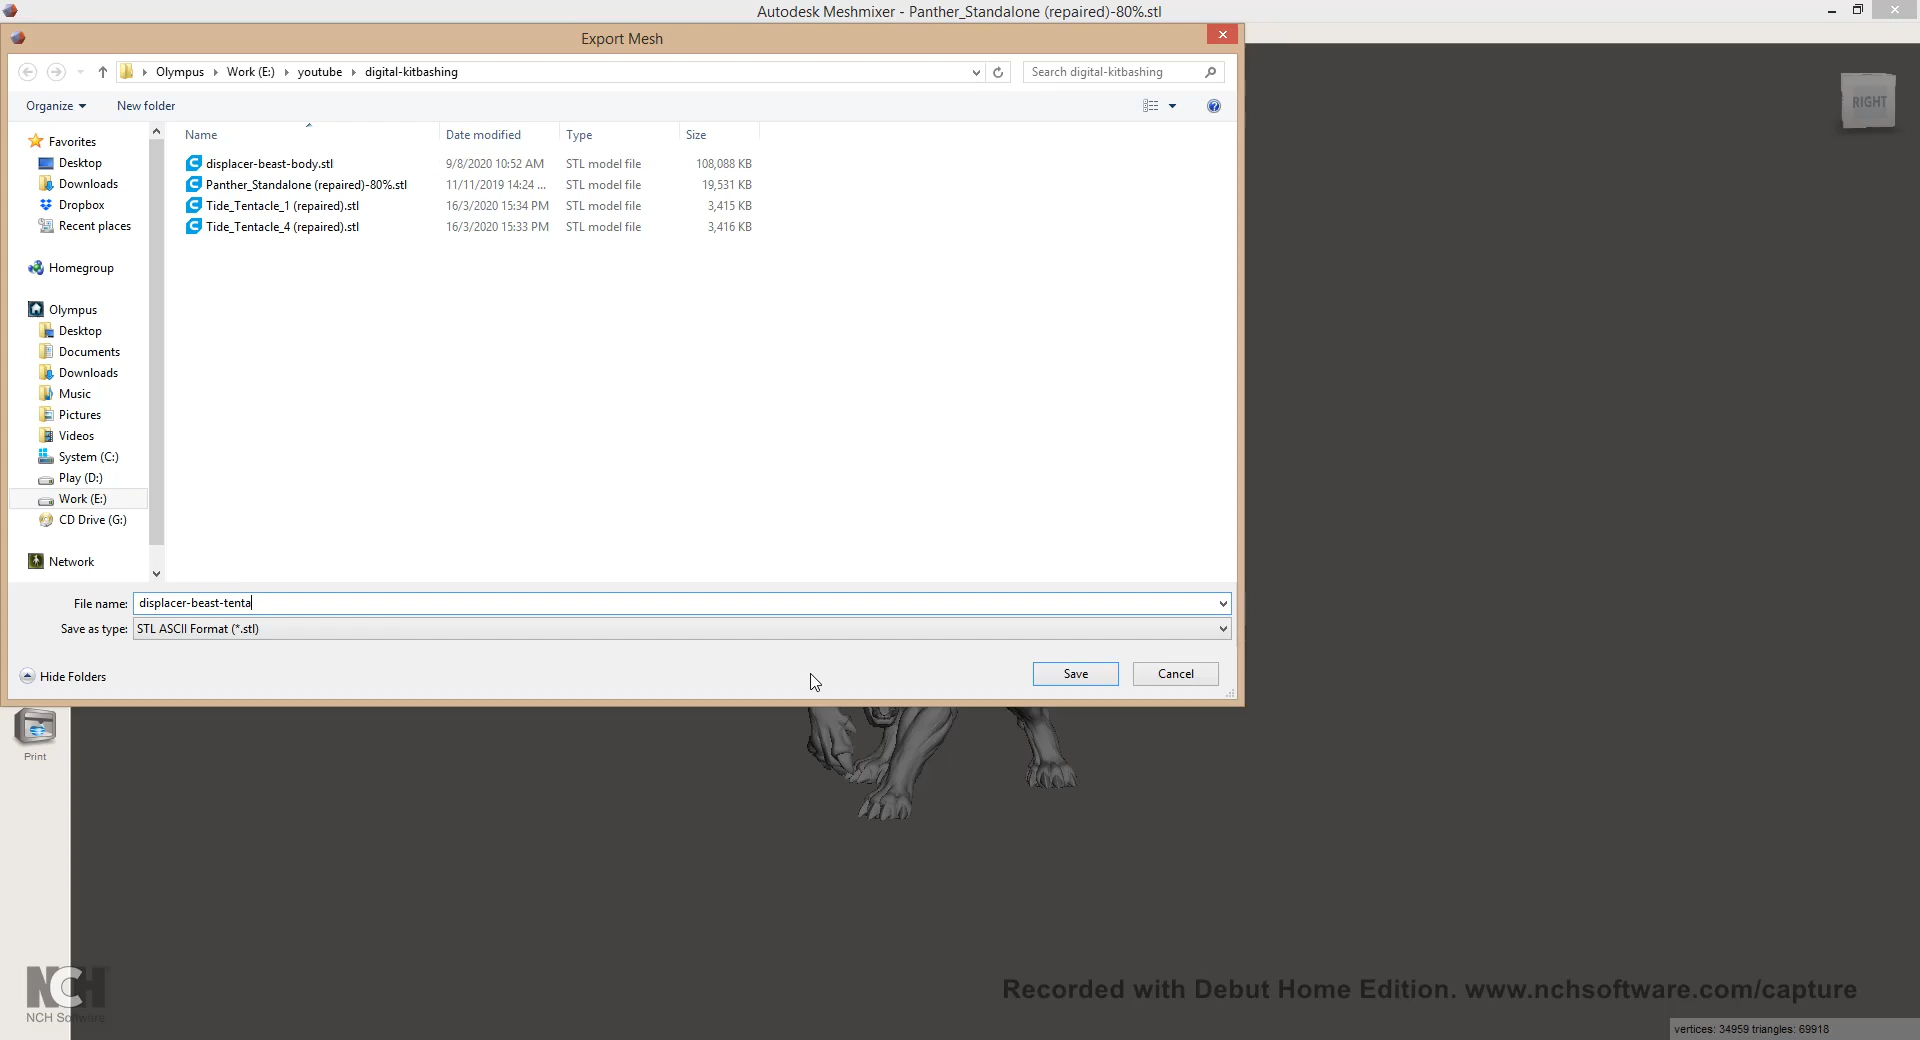 Autodesk Meshmixer - Panther_Standalone (repaired)-80%.stl
Export Mesh
Olympus Work (E:) youtube digital-kitbashing
Search digital-kitbashing
Organize New folder
RIGHT
Name Date modified Type Size
displacer-beast-body.stl 9/8/2020 10:52 AM STL model file 108,088 KB
Panther_Standalone (repaired)-80%.stl 11/11/2019 14:24 ... STL model file 19,531 KB
Tide_Tentacle_1 (repaired).stl 16/3/2020 15:34 PM STL model file 3,415 KB
Tide_Tentacle_4 (repaired).stl 16/3/2020 15:33 PM STL model file 3,416 KB
Favorites
Desktop
Downloads
Dropbox
Recent places
Homegroup
Olympus
Desktop
Documents
Downloads
Music
Pictures
Videos
System (C:)
Play (D:)
Work (E:)
CD Drive (G:)
Network
File name: displacer-beast-tenta
Save as type: STL ASCII Format (*.stl)
Hide Folders
Save Cancel
Print
NCH
NCH Software
Recorded with Debut Home Edition. www.nchsoftware.com/capture
vertices: 34959 triangles: 69918